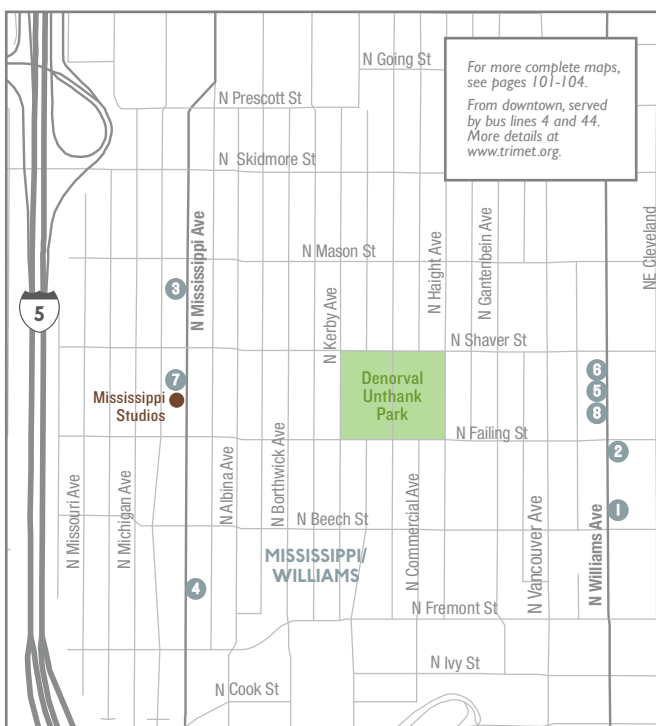 N Going St
For more complete maps,
see pages 101-104.
From downtown, served
by bus lines 4 and 44.
More details at
www.trimet.org.
N Prescott St
N Skidmore St
N Mississippi Ave
N Mason St
N Haight Ave
N Gantenbein Ave
NE Cleveland
3
5
N Kerby Ave
N Shaver St
7
Mississippi
Studios
Denorval
Unthank
Park
6
5
8
N Failing St
2
N Missouri Ave
N Michigan Ave
N Albina Ave
N Borthwick Ave
N Beech St
N Commercial Ave
N Vancouver Ave
N Williams Ave
1
MISSISSIPPI/
WILLIAMS
4
N Fremont St
N Ivy St
N Cook St